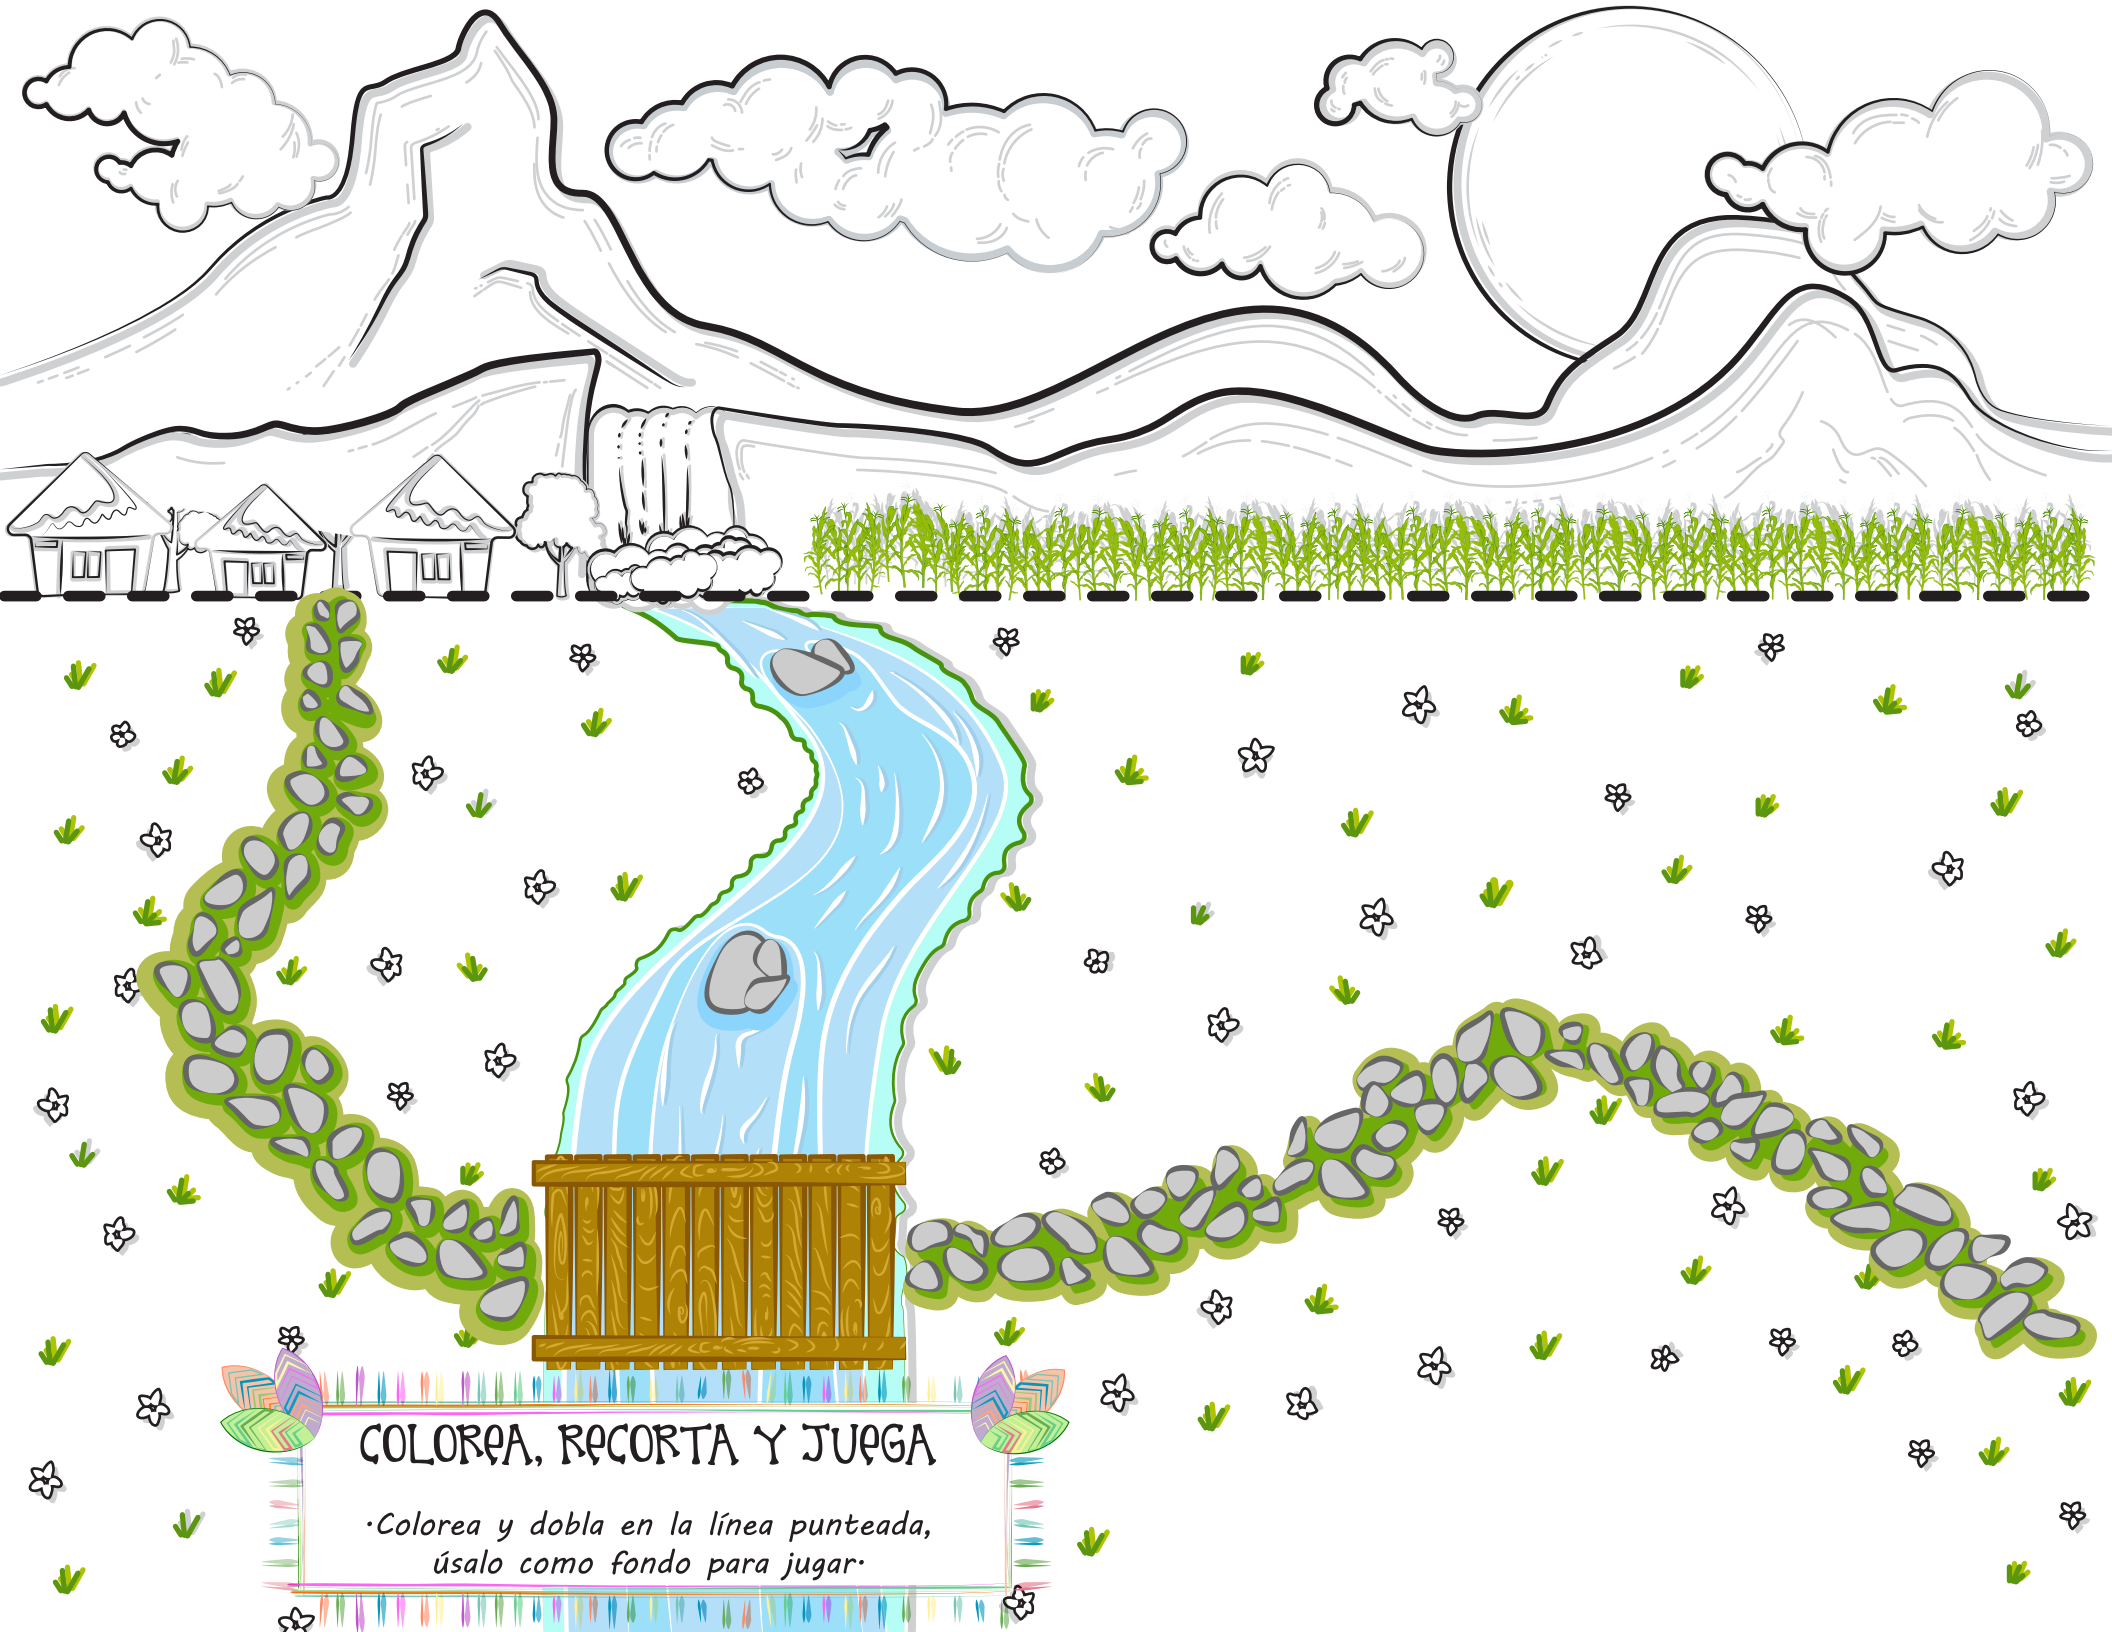 COLOREA, RECORTA Y JUEGA
·Colorea y dobla en la línea punteada,
úsalo como fondo para jugar·